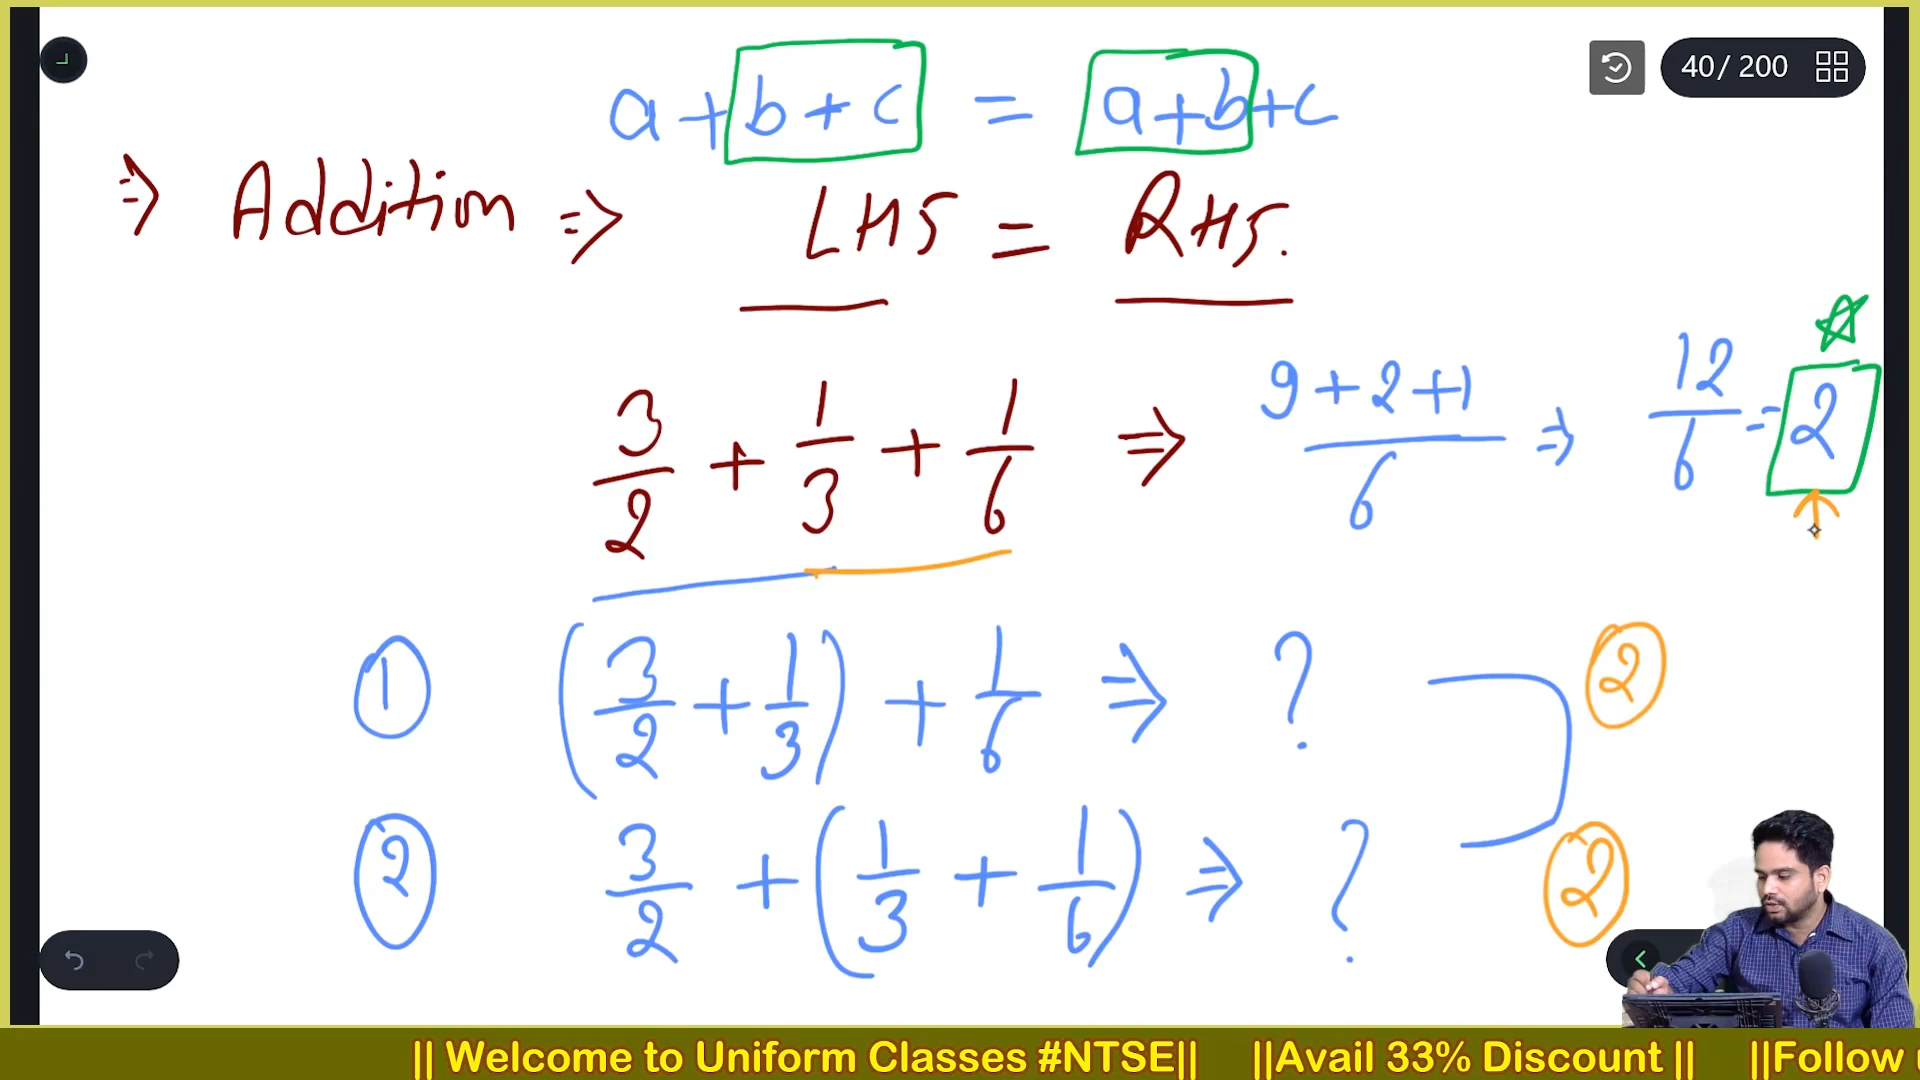 40/ 200
a + b + c = a + b + c
⇒ Addition ⇒ LHS = RHS.
3/2 + 1/3 + 1/6 ⇒ 9+2+1/6 ⇒ 12/6 = 2
① (3/2 + 1/3) + 1/6 ⇒ ? ②
② 3/2 + (1/3 + 1/6) ⇒ ? ②
|| Welcome to Uniform Classes #NTSE|| ||Avail 33% Discount || ||Follow